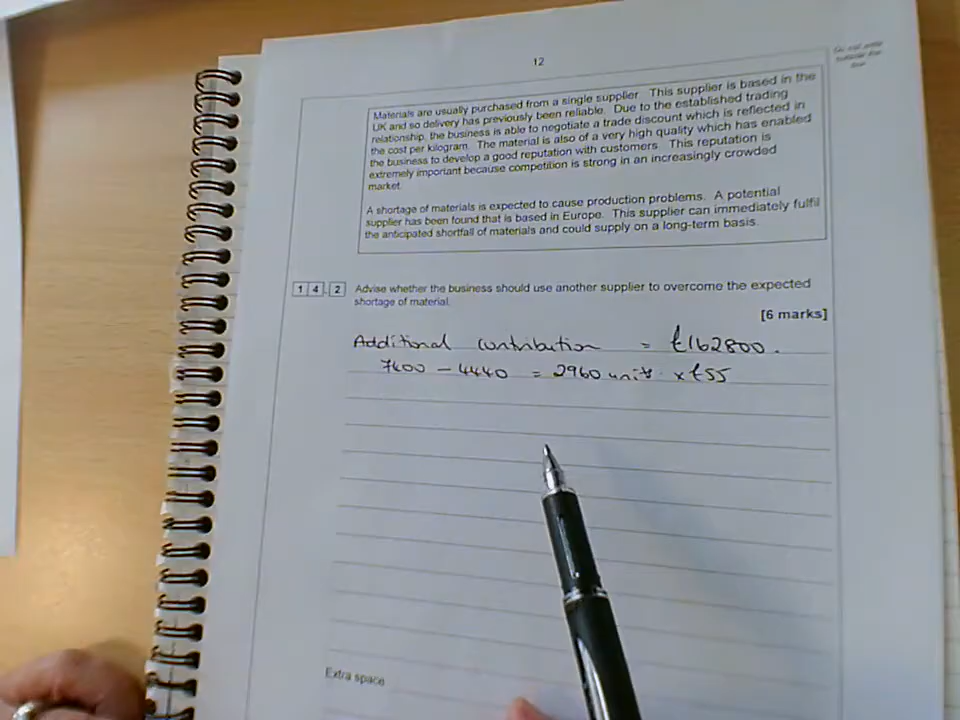 12
Do not write
outside the
box
Materials are usually purchased from a single supplier. This supplier is based in the
UK and so delivery has previously been reliable. Due to the established trading
relationship, the business is able to negotiate a trade discount which is reflected in
the cost per kilogram. The material is also of a very high quality which has enabled
the business to develop a good reputation with customers. This reputation is
extremely important because competition is strong in an increasingly crowded
market.
A shortage of materials is expected to cause production problems. A potential
supplier has been found that is based in Europe. This supplier can immediately fulfil
the anticipated shortfall of materials and could supply on a long-term basis.
1 4 . 2 Advise whether the business should use another supplier to overcome the expected
shortage of material.
[6 marks]
Additional contribution = £162800.
7400 - 4440 = 2960 units x £55
Extra space